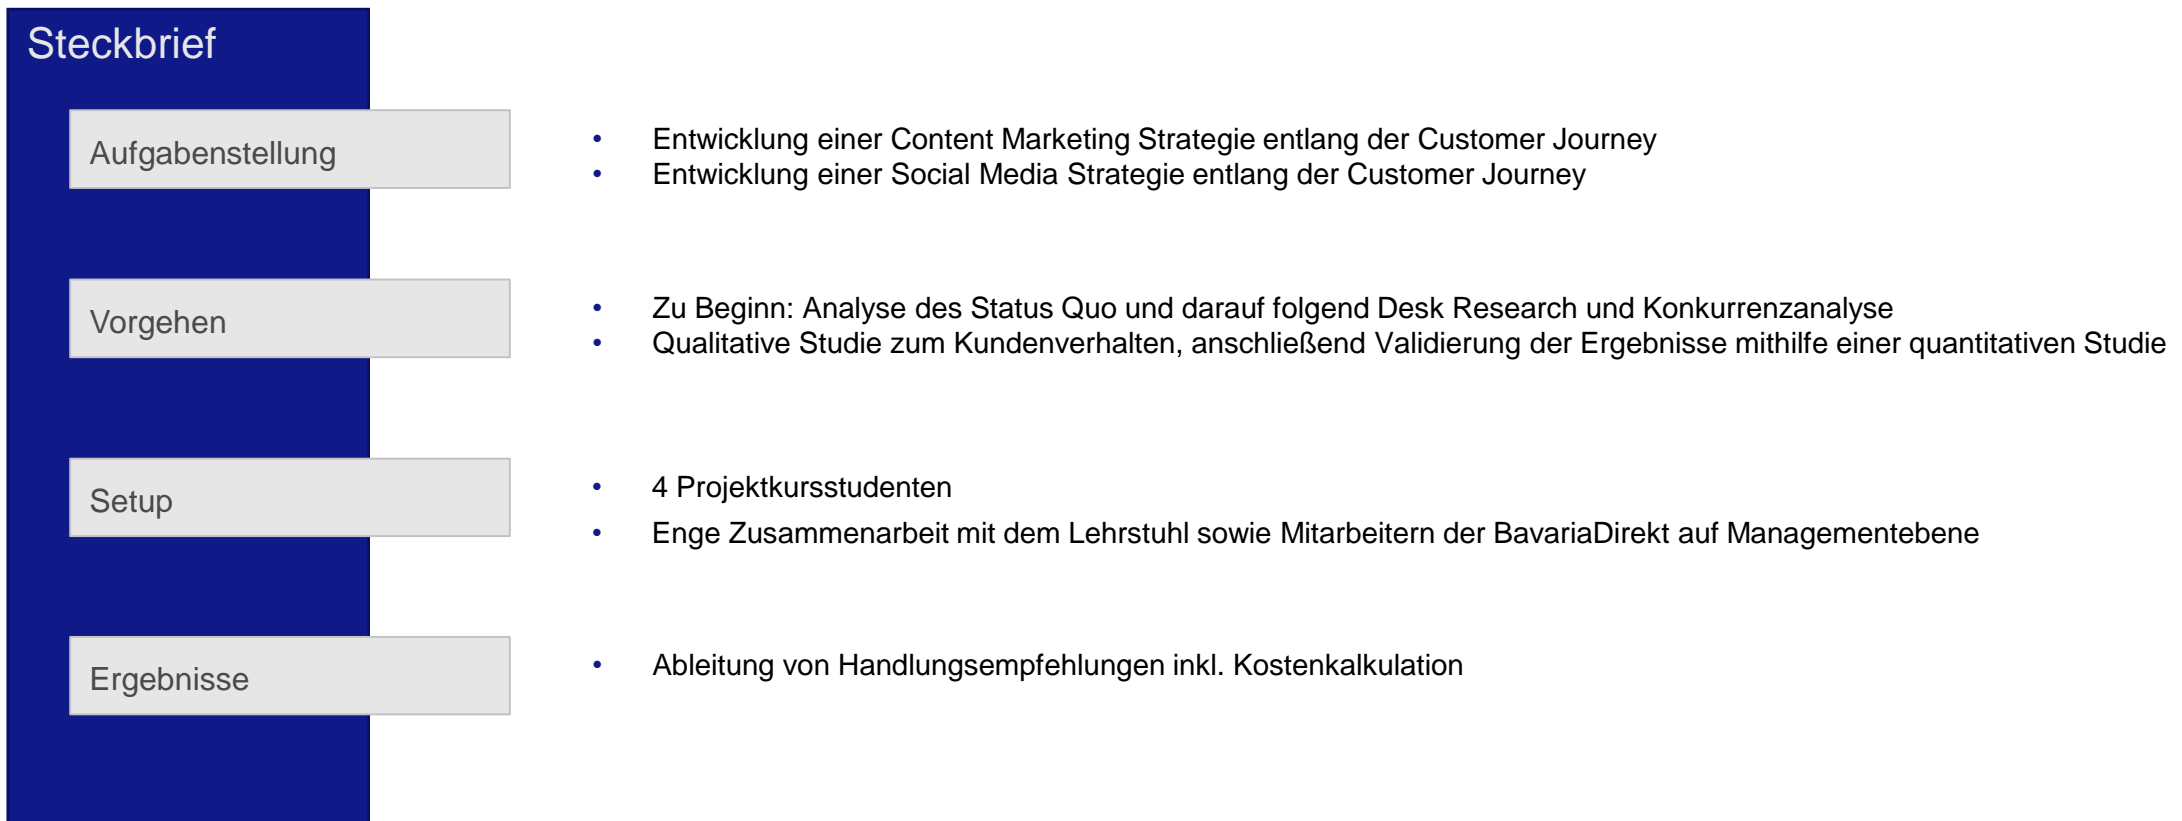 Steckbrief
Aufgabenstellung
• Entwicklung einer Content Marketing Strategie entlang der Customer Journey
• Entwicklung einer Social Media Strategie entlang der Customer Journey
Vorgehen
• Zu Beginn: Analyse des Status Quo und darauf folgend Desk Research und Konkurrenzanalyse
• Qualitative Studie zum Kundenverhalten, anschließend Validierung der Ergebnisse mithilfe einer quantitativen Studie
Setup
• 4 Projektkursstudenten
• Enge Zusammenarbeit mit dem Lehrstuhl sowie Mitarbeitern der BavariaDirekt auf Managementebene
Ergebnisse
• Ableitung von Handlungsempfehlungen inkl. Kostenkalkulation